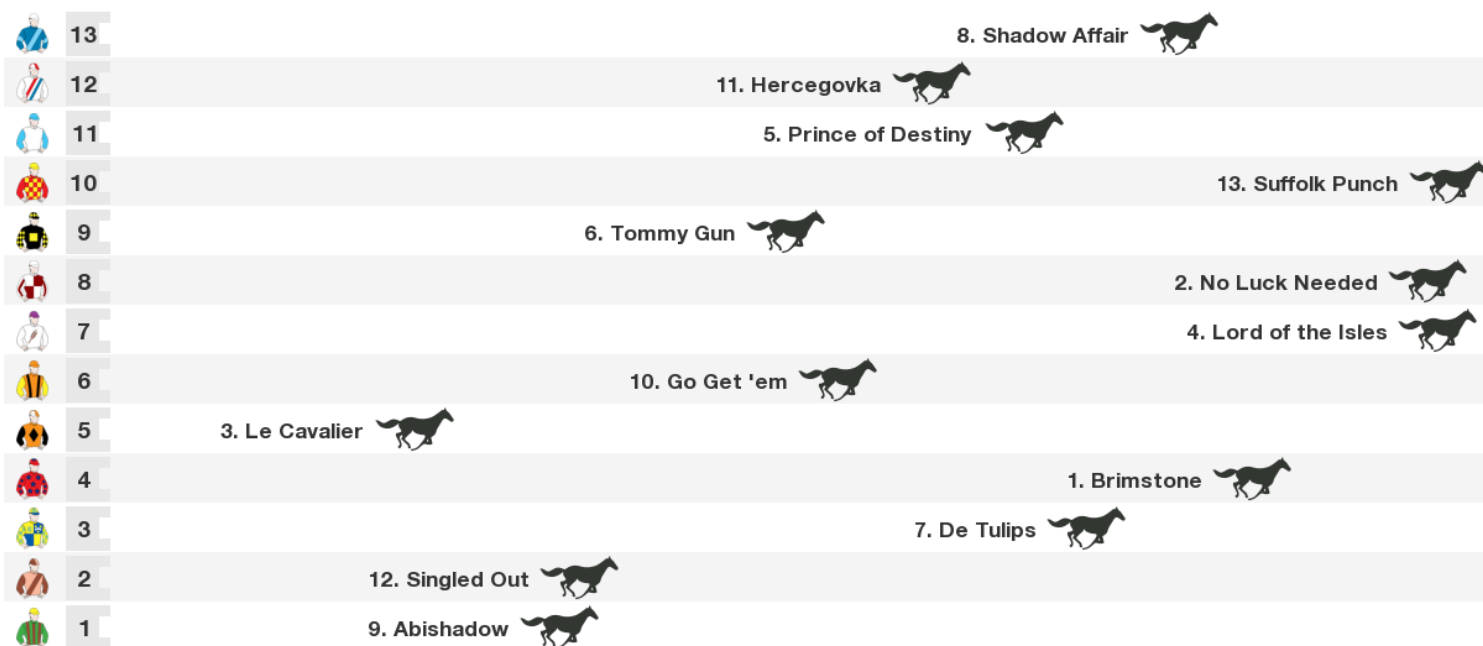 13 8. Shadow Affair
12 11. Hercegovka
11 5. Prince of Destiny
10 13. Suffolk Punch
9 6. Tommy Gun
8 2. No Luck Needed
7 4. Lord of the Isles
6 10. Go Get 'em
5 3. Le Cavalier
4 1. Brimstone
3 7. De Tulips
2 12. Singled Out
1 9. Abishadow